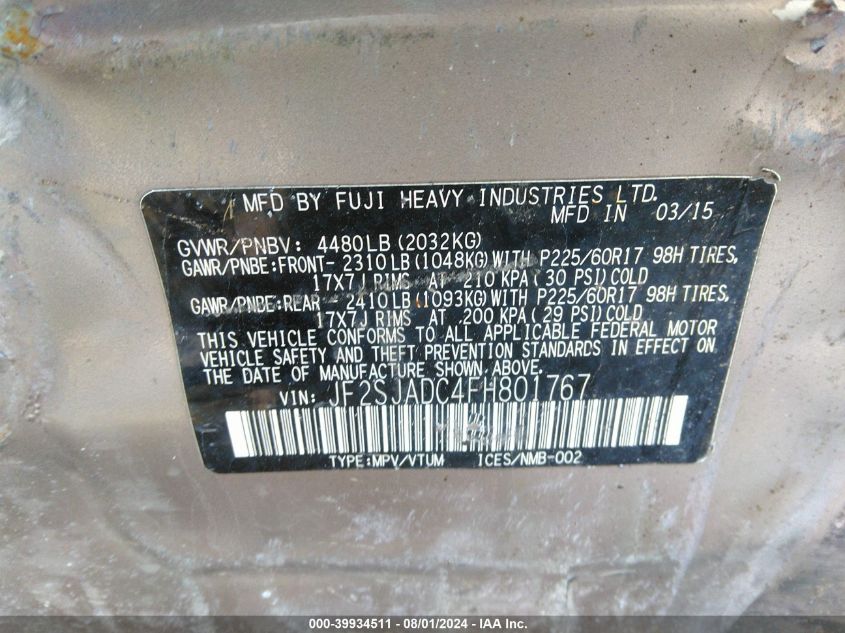 MFD BY FUJI HEAVY INDUSTRIES LTD.
MFD IN 03/15
GVWR/PNBV: 4480LB (2032KG)
GAWR/PNBE:FRONT- 2310LB (1048KG) WITH P225/60R17 98H TIRES,
17X7J RIMS AT 210 KPA (30 PSI) COLD
GAWR/PNBE:REAR - 2410LB (1093KG) WITH P225/60R17 98H TIRES,
17X7J RIMS AT 200 KPA (29 PSI) COLD
THIS VEHICLE CONFORMS TO ALL APPLICABLE FEDERAL MOTOR
VEHICLE SAFETY AND THEFT PREVENTION STANDARDS IN EFFECT ON
THE DATE OF MANUFACTURE SHOWN ABOVE.
VIN: JF2SJADC4FH801767
TYPE:MPV/VTUM ICES/NMB-002
000-39934511 - 08/01/2024 - IAA Inc.